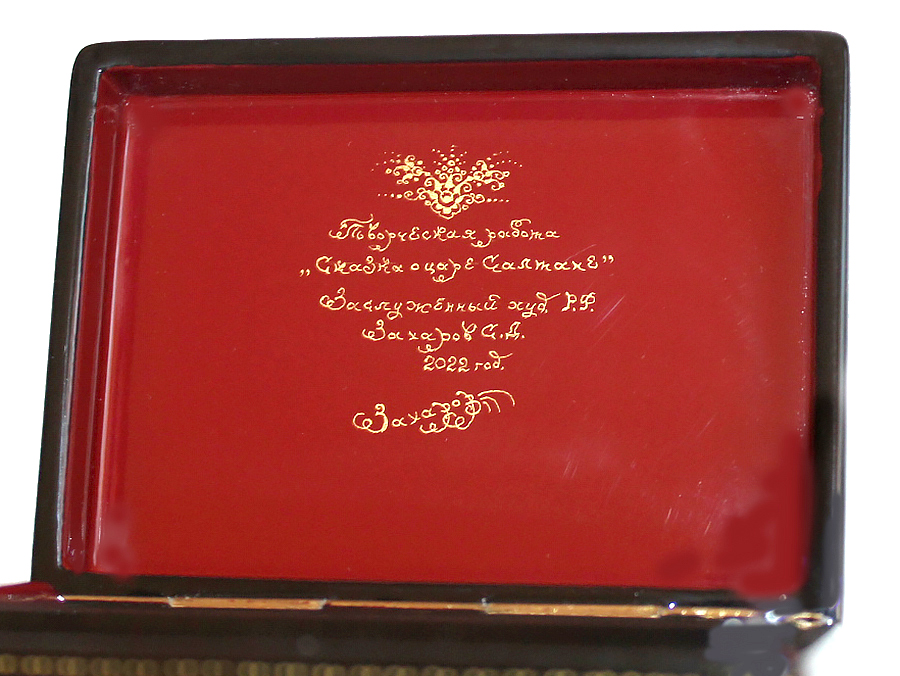 Творческая работа
„Сказка о царе Салтане”
Заслуженный худ. Р.Ф.
Захаров С.Д.
2022 год.
Захаров